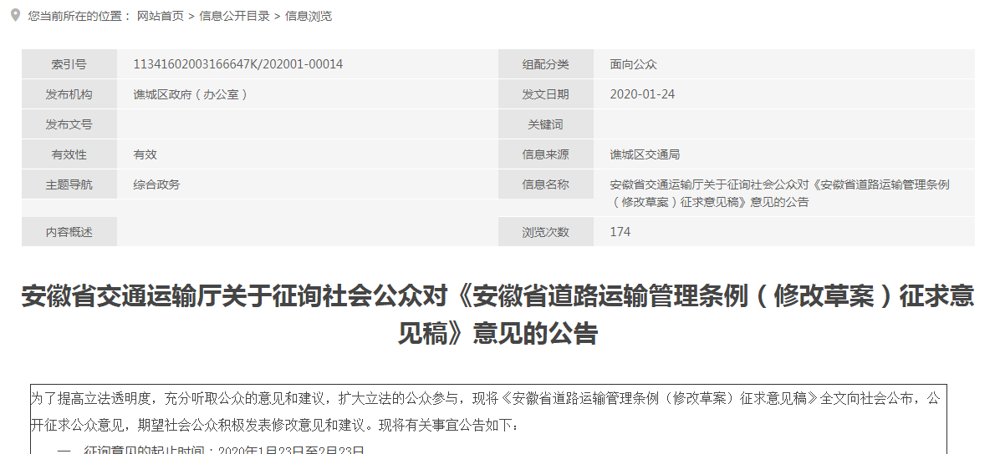 您当前所在的位置： 网站首页 > 信息公开目录 > 信息浏览
索引号 11341602003166647K/202001-00014 组配分类 面向公众
发布机构 谯城区政府（办公室） 发文日期 2020-01-24
发布文号 关键词
有效性 有效 信息来源 谯城区交通局
主题导航 综合政务 信息名称 安徽省交通运输厅关于征询社会公众对《安徽省道路运输管理条例
（修改草案）征求意见稿》意见的公告
内容概述 浏览次数 174
安徽省交通运输厅关于征询社会公众对《安徽省道路运输管理条例（修改草案）征求意
见稿》意见的公告
为了提高立法透明度，充分听取公众的意见和建议，扩大立法的公众参与，现将《安徽省道路运输管理条例（修改草案）征求意见稿》全文向社会公布，公
开征求公众意见，期望社会公众积极发表修改意见和建议。现将有关事宜公告如下：
一、征询意见的起止时间：2020年1月23日至2月23日